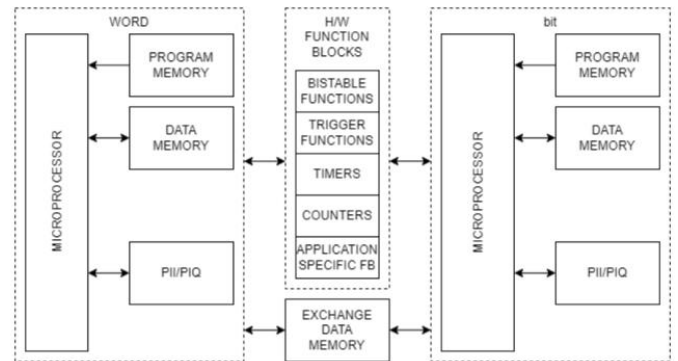 WORD
MICROPROCESSOR
PROGRAM
MEMORY
DATA
MEMORY
PII/PIQ
H/W
FUNCTION
BLOCKS
BISTABLE
FUNCTIONS
TRIGGER
FUNCTIONS
TIMERS
COUNTERS
APPLICATION
SPECIFIC FB
EXCHANGE
DATA
MEMORY
bit
MICROPROCESSOR
PROGRAM
MEMORY
DATA
MEMORY
PII/PIQ